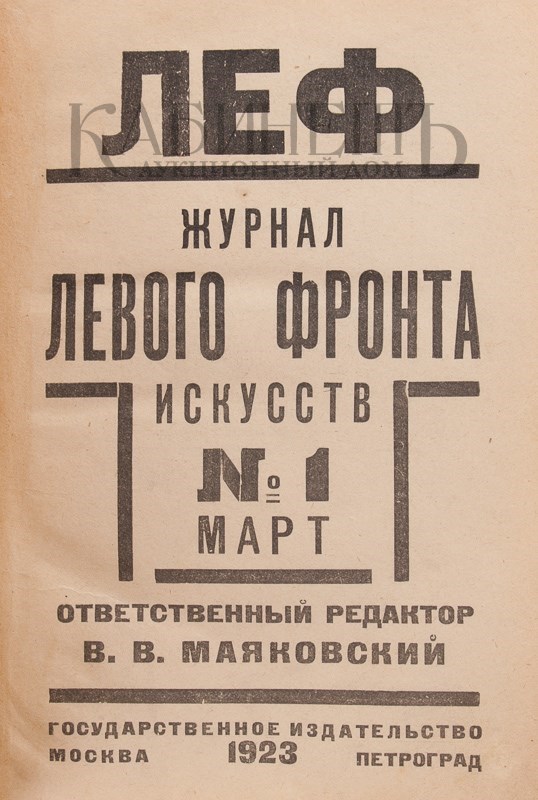 ЛЕФ
КАБИНЕТЪ
АУКЦИОННЫЙ ДОМ
ЖУРНАЛ
ЛЕВОГО ФРОНТА
ИСКУССТВ
№ 1
МАРТ
ОТВЕТСТВЕННЫЙ РЕДАКТОР
В. В. МАЯКОВСКИЙ
ГОСУДАРСТВЕННОЕ ИЗДАТЕЛЬСТВО
МОСКВА 1923 ПЕТРОГРАД